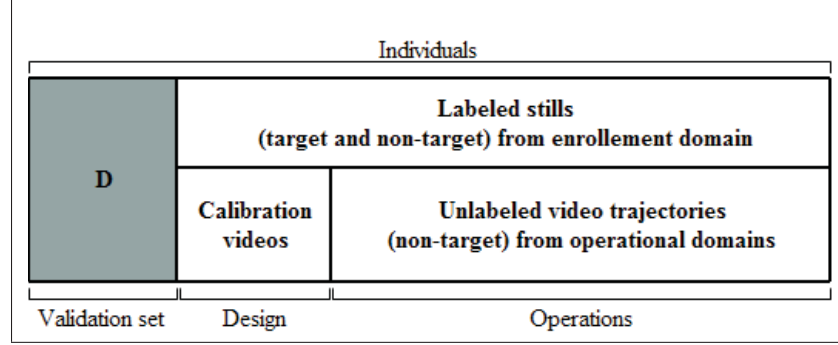 Individuals
Labeled stills
(target and non-target) from enrollement domain
D
Calibration
videos
Unlabeled video trajectories
(non-target) from operational domains
Validation set
Design
Operations